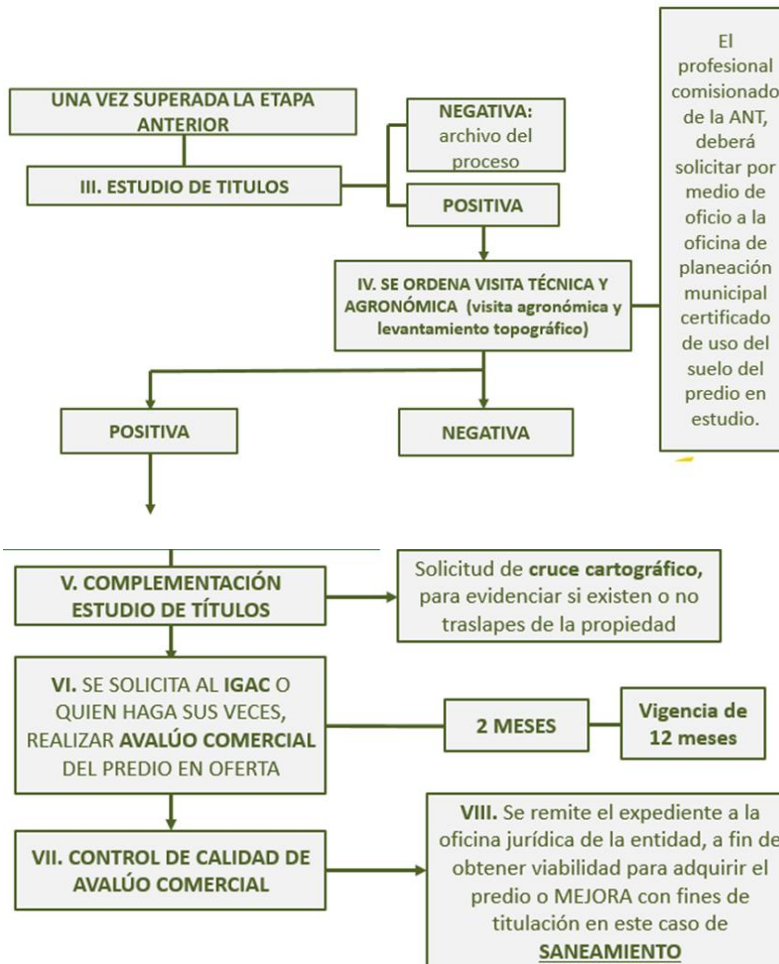 UNA VEZ SUPERADA LA ETAPA
ANTERIOR
III. ESTUDIO DE TITULOS
NEGATIVA:
archivo del
proceso
POSITIVA
El
profesional
comisionado
de la ANT,
deberá
solicitar por
medio de
oficio a la
oficina de
planeación
municipal
certificado
de uso del
suelo del
predio en
estudio.
IV. SE ORDENA VISITA TÉCNICA Y
AGRONÓMICA (visita agronómica y
levantamiento topográfico)
POSITIVA
NEGATIVA
V. COMPLEMENTACIÓN
ESTUDIO DE TÍTULOS
Solicitud de cruce cartográfico,
para evidenciar si existen o no
traslapes de la propiedad
VI. SE SOLICITA AL IGAC O
QUIEN HAGA SUS VECES,
REALIZAR AVALÚO COMERCIAL
DEL PREDIO EN OFERTA
2 MESES
Vigencia de
12 meses
VII. CONTROL DE CALIDAD DE
AVALÚO COMERCIAL
VIII. Se remite el expediente a la
oficina jurídica de la entidad, a fin de
obtener viabilidad para adquirir el
predio o MEJORA con fines de
titulación en este caso de
SANEAMIENTO